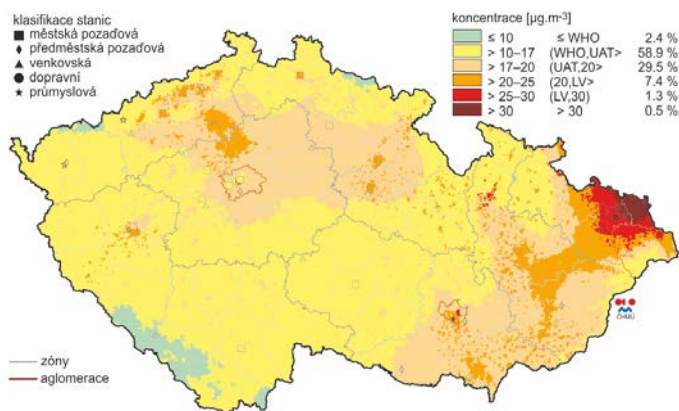 klasifikace stanic
městská pozaďová
předměstská pozaďová
venkovská
dopravní
průmyslová
koncentrace [µg.m-³]
≤ 10 ≤ WHO 2.4 %
> 10–17 (WHO,UAT> 58.9 %
> 17–20 (UAT,20> 29.5 %
> 20–25 (20,LV> 7.4 %
> 25–30 (LV,30) 1.3 %
> 30 > 30 0.5 %
ČHMÚ
zóny
aglomerace